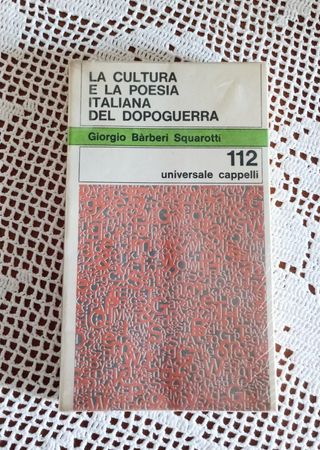 LA CULTURA
E LA POESIA
ITALIANA
DEL DOPOGUERRA
Giorgio Bàrberi Squarotti
112
universale cappelli